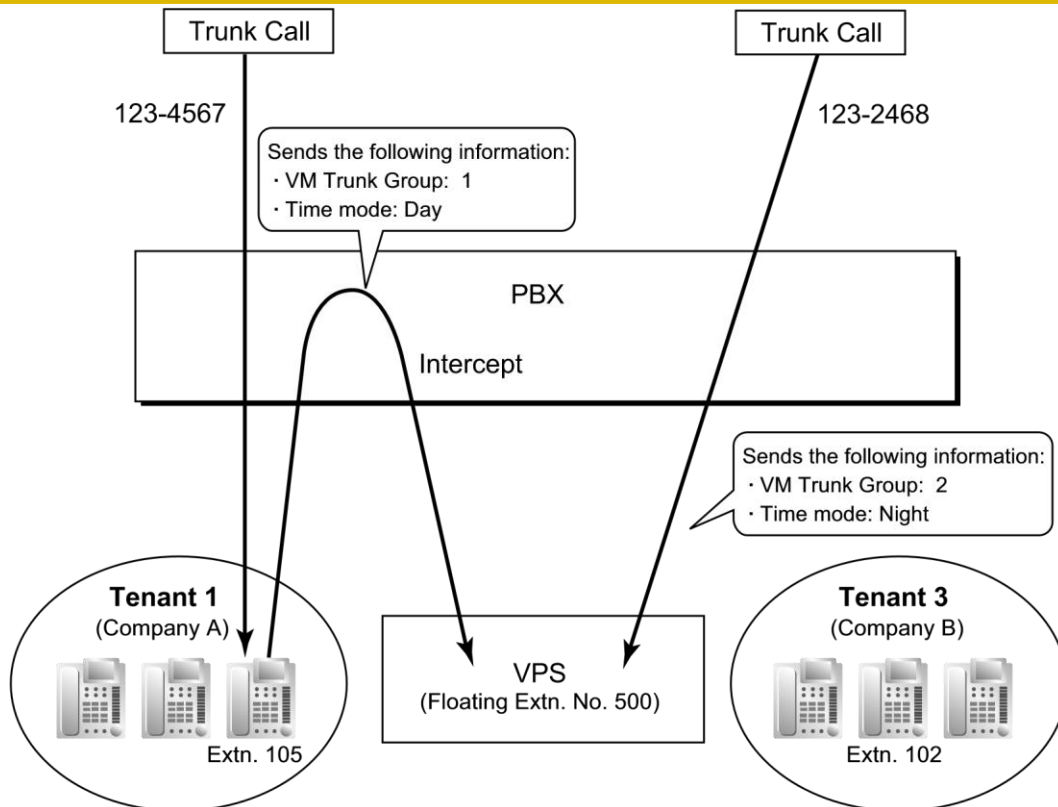 Trunk Call
Trunk Call
123-4567
123-2468
Sends the following information:
· VM Trunk Group: 1
· Time mode: Day
PBX
Intercept
Sends the following information:
· VM Trunk Group: 2
· Time mode: Night
Tenant 1
(Company A)
Extn. 105
VPS
(Floating Extn. No. 500)
Tenant 3
(Company B)
Extn. 102